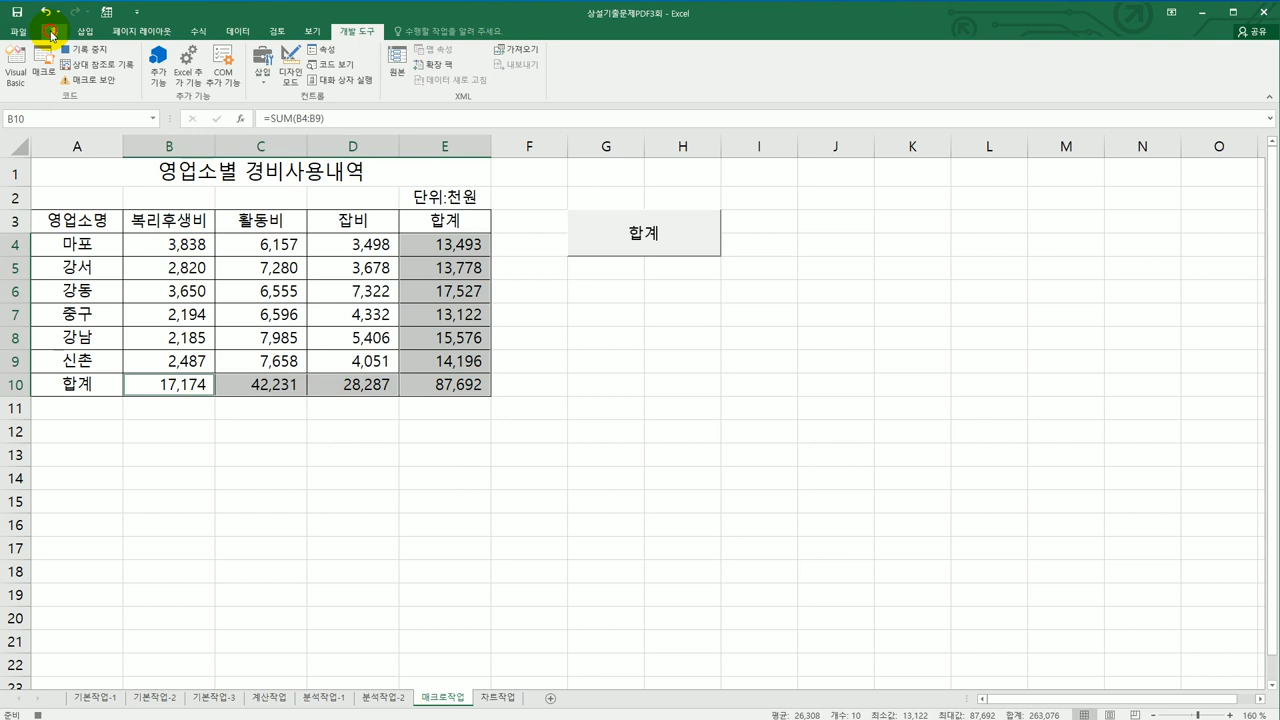 상설기출문제PDF3회 - Excel
파일 삽입 페이지 레이아웃 수식 데이터 검토 보기 개발 도구 수행할 작업을 알려 주세요. 공유
Visual Basic 매크로 기록 중지 상대 참조로 기록 매크로 보안 추가 기능 Excel 추가 기능 COM 추가 기능 삽입 디자인 모드 속성 코드 보기 대화 상자 실행 원본 맵 속성 확장 팩 데이터 새로 고침 가져오기 내보내기
코드 추가 기능 컨트롤 XML
B10 fx =SUM(B4:B9)
A B C D E F G H I J K L M N O
1 영업소별 경비사용내역
2 단위:천원
3 영업소명 복리후생비 활동비 잡비 합계 합계
4 마포 3,838 6,157 3,498 13,493
5 강서 2,820 7,280 3,678 13,778
6 강동 3,650 6,555 7,322 17,527
7 중구 2,194 6,596 4,332 13,122
8 강남 2,185 7,985 5,406 15,576
9 신촌 2,487 7,658 4,051 14,196
10 합계 17,174 42,231 28,287 87,692
11
12
13
14
15
16
17
18
19
20
21
22
23
기본작업-1 기본작업-2 기본작업-3 계산작업 분석작업-1 분석작업-2 매크로작업 차트작업
준비 평균: 26,308 개수: 10 최소값: 13,122 최대값: 87,692 합계: 263,076 160 %